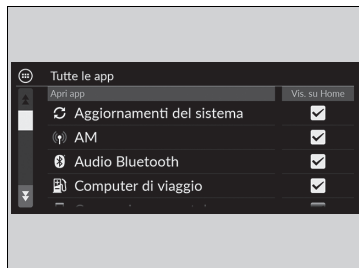 Tutte le app
Apri app Vis. su Home
Aggiornamenti del sistema
AM
Audio Bluetooth
Computer di viaggio